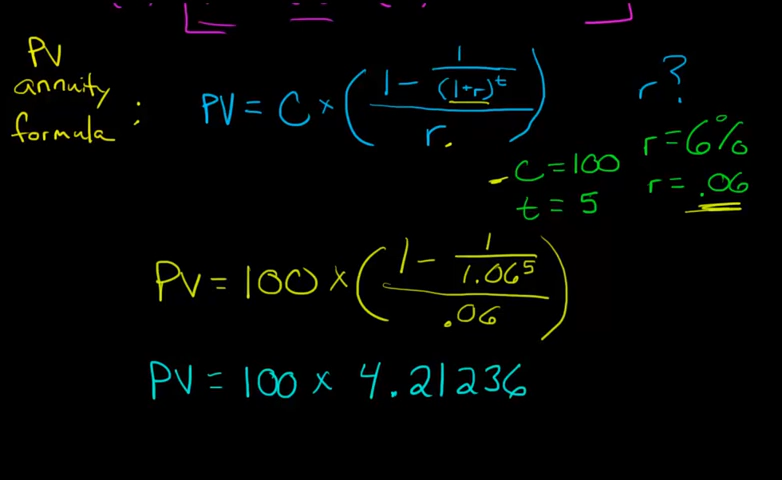 PV
annuity
formula :
PV = C × ( (1 - 1/(1+r)^t) / r. )
r?
r = 6%
r = .06
C = 100
t = 5
PV = 100 × ( (1 - 1/1.06^5) / .06 )
PV = 100 × 4.21236